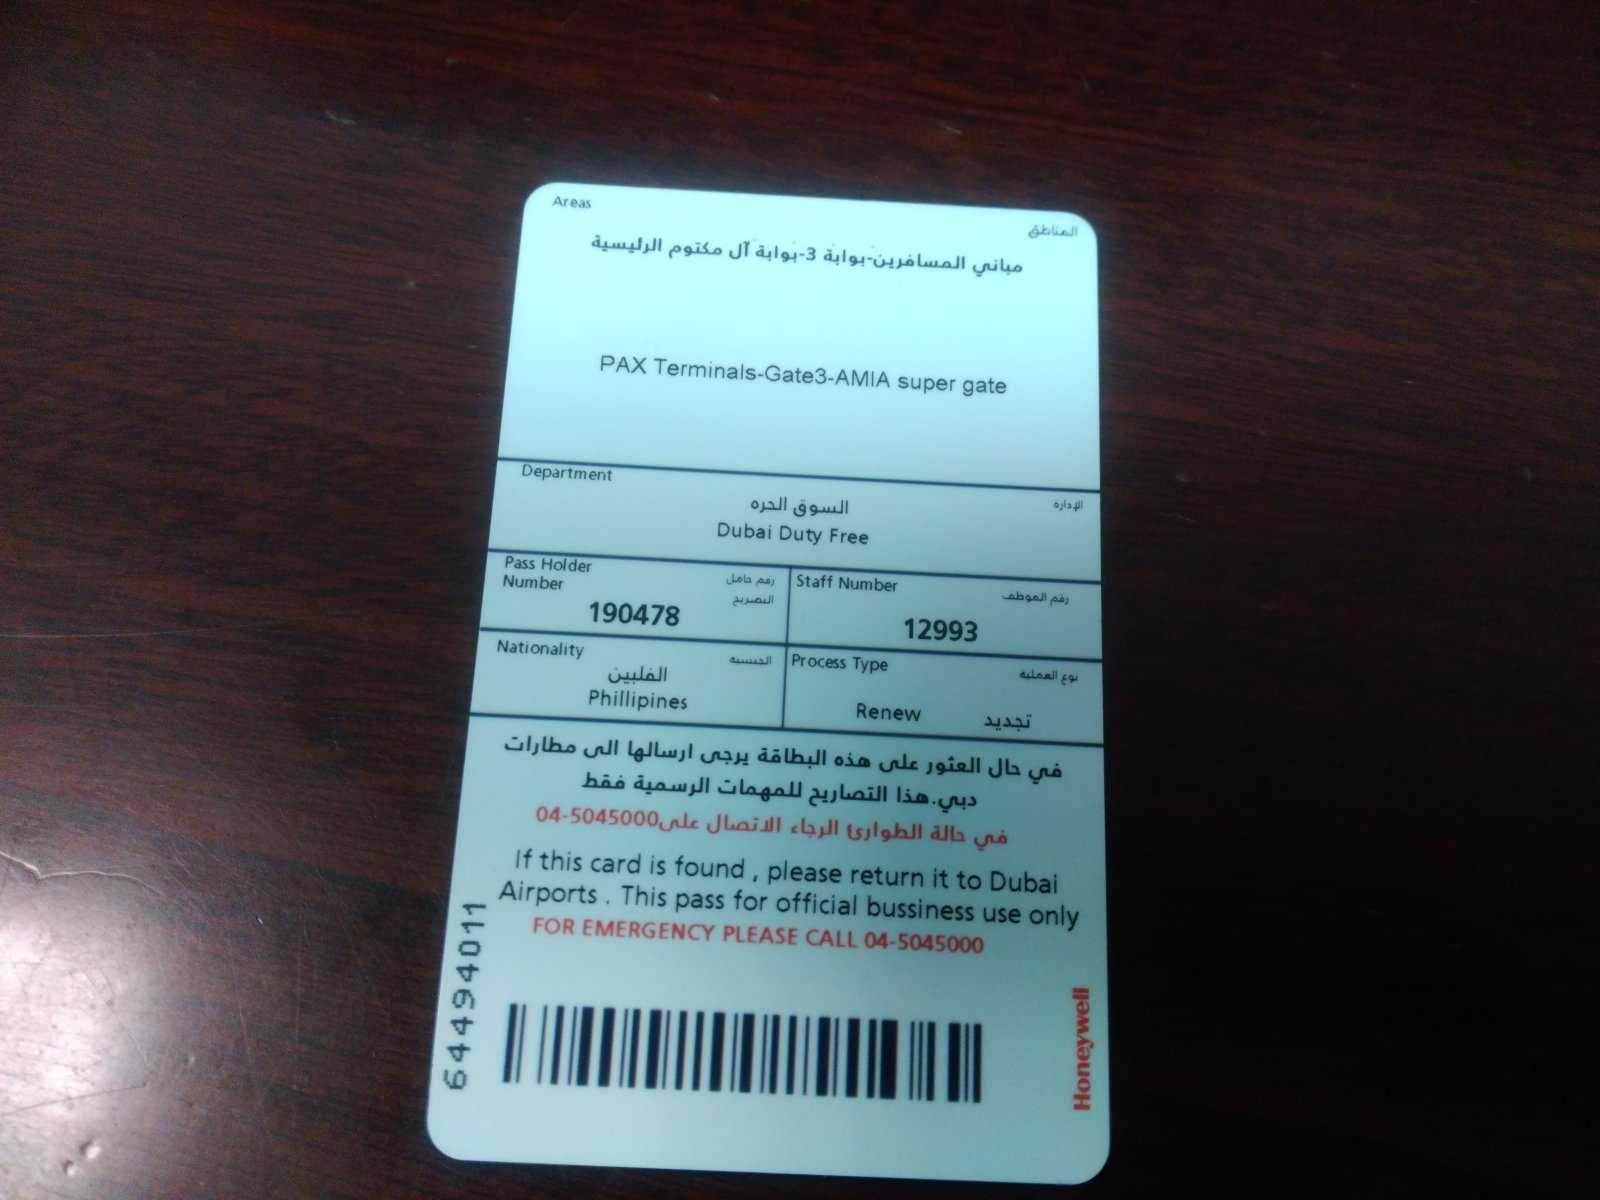 Areas
المناطق
مباني المسافرين-بوابة 3-بوابة آل مكتوم الرئيسية
PAX Terminals-Gate3-AMIA super gate
Department
الإدارة
السوق الحره
Dubai Duty Free
Pass Holder
Number
رقم حامل
التصريح
190478
Staff Number
رقم الموظف
12993
Nationality
الجنسية
الفلبين
Phillipines
Process Type
نوع العملية
Renew تجديد
في حال العثور على هذه البطاقة يرجى ارسالها الى مطارات
دبي.هذا التصاريح للمهمات الرسمية فقط
في حالة الطوارئ الرجاء الاتصال على04-5045000
If this card is found , please return it to Dubai
Airports . This pass for official bussiness use only
FOR EMERGENCY PLEASE CALL 04-5045000
64494011
Honeywell